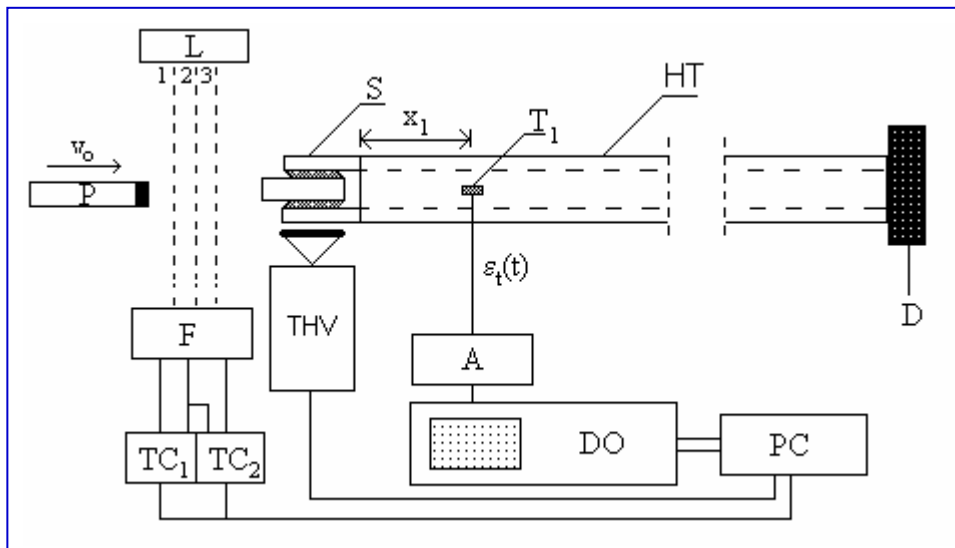 L
1 2 3
S
x₁
T₁
HT
v₀
P
εₜ(t)
D
F
THV
A
DO
PC
TC₁ TC₂